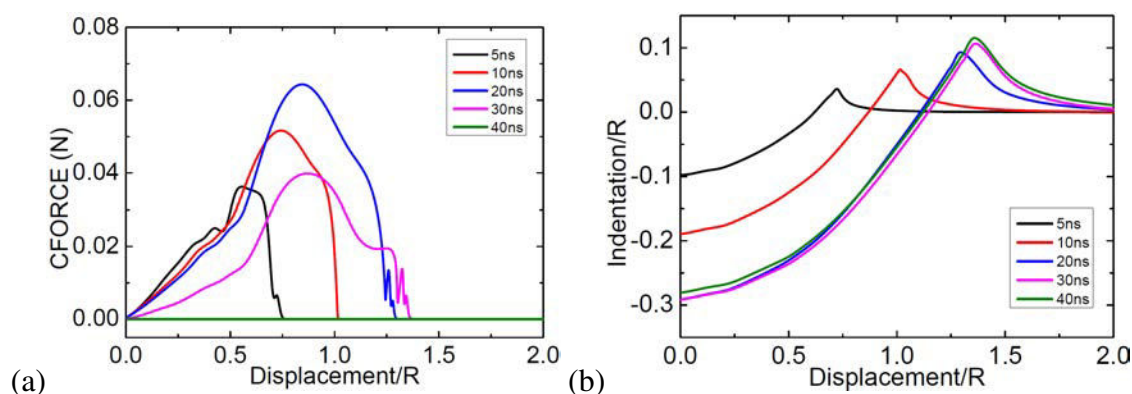 0.08
0.06
0.04
0.02
0.00
CFORCE (N)
5ns
10ns
20ns
30ns
40ns
0.0 0.5 1.0 1.5 2.0
Displacement/R
(a)
0.1
0.0
-0.1
-0.2
-0.3
Indentation/R
5ns
10ns
20ns
30ns
40ns
0.0 0.5 1.0 1.5 2.0
Displacement/R
(b)